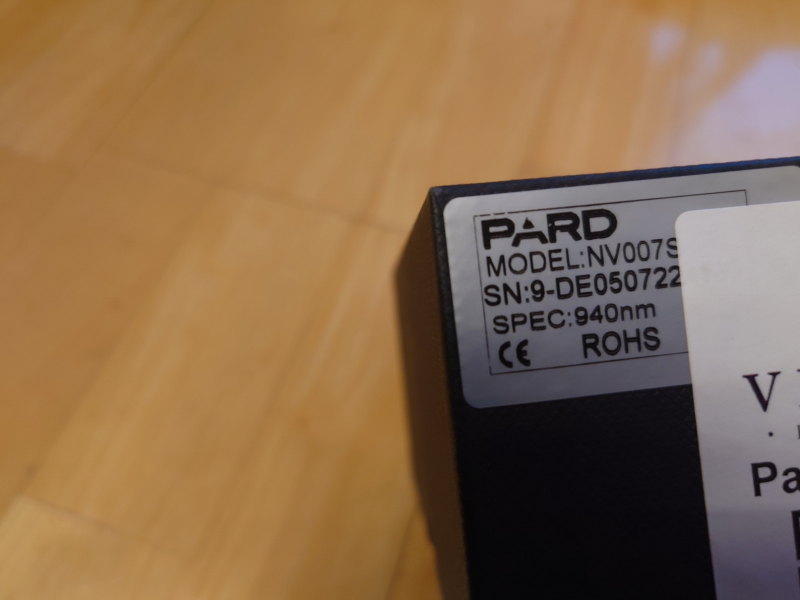 PARD
MODEL:NV007S
SN:9-DE050722
SPEC:940nm
CE ROHS
V
Pa